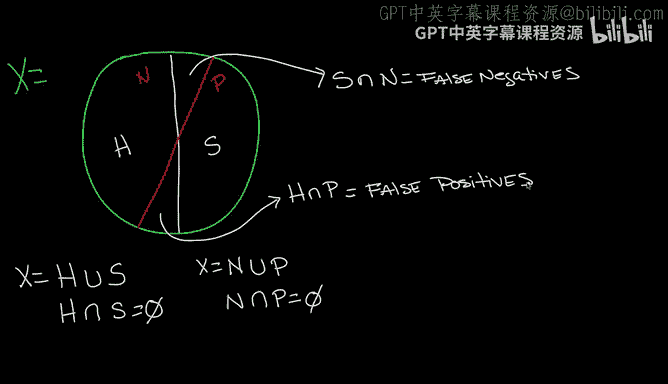 GPT中英字幕课程资源@bilibili
GPT中英字幕课程资源 bilibili
X=
N
P
S∩N = FALSE Negatives
H
S
H∩P = FALSE POSITIVES
X = H∪S
X = N∪P
H∩S = ∅
N∩P = ∅